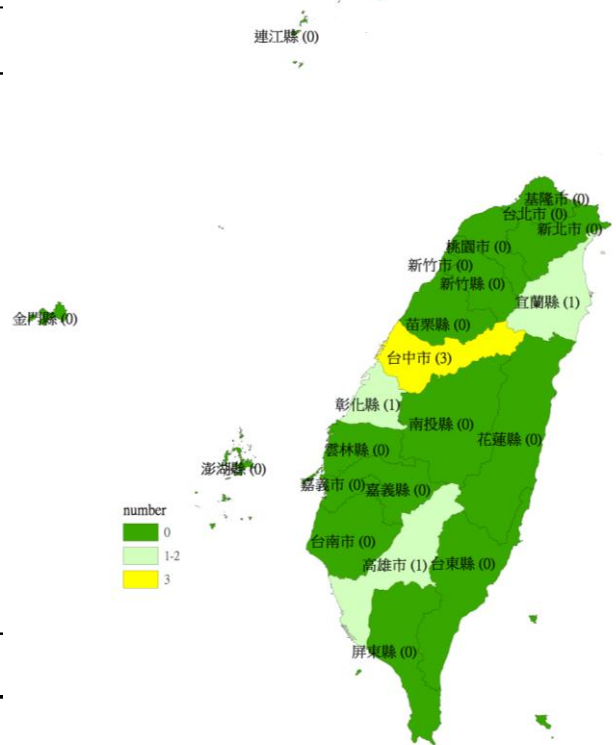 連江縣 (0)
基隆市 (0)
台北市 (0)
新北市 (0)
桃園市 (0)
新竹市 (0)
新竹縣 (0)
宜蘭縣 (1)
金門縣 (0)
苗栗縣 (0)
台中市 (3)
彰化縣 (1)
南投縣 (0)
花蓮縣 (0)
雲林縣 (0)
澎湖縣 (0)
嘉義市 (0)
嘉義縣 (0)
number
0
1-2
3
台南市 (0)
高雄市 (1)
台東縣 (0)
屏東縣 (0)